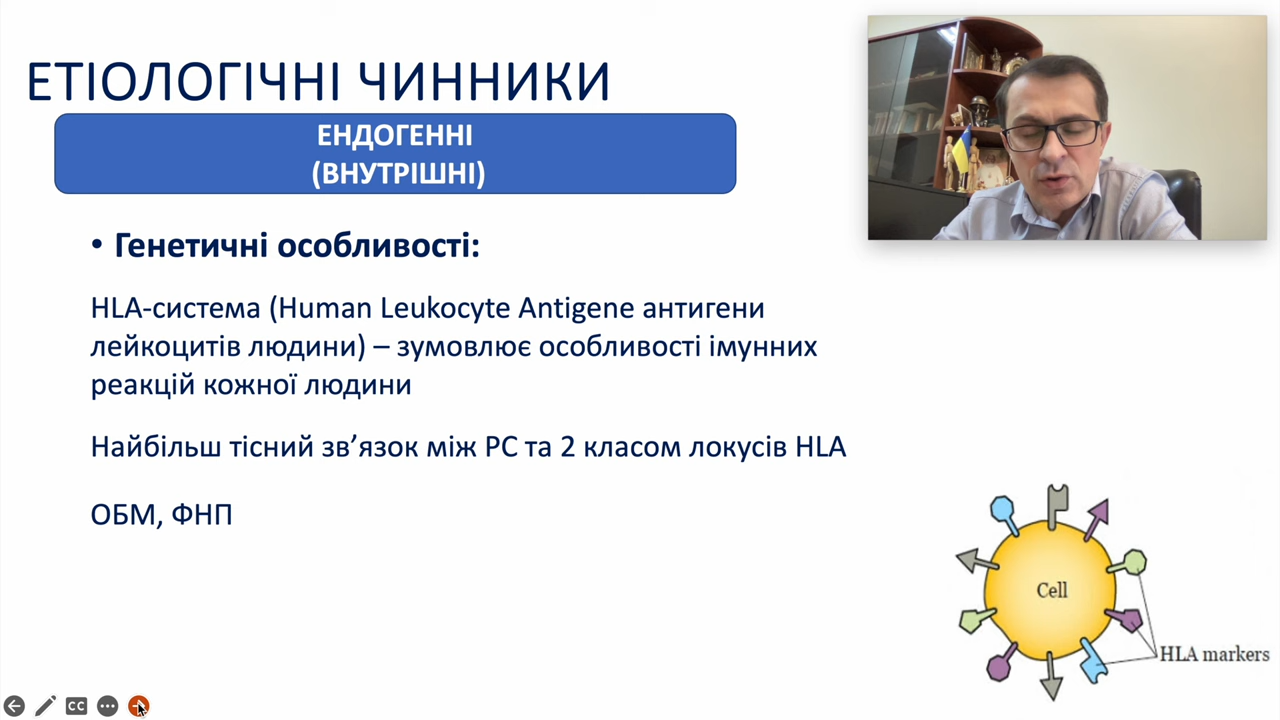 ЕТІОЛОГІЧНІ ЧИННИКИ
ЕНДОГЕННІ
(ВНУТРІШНІ)
• Генетичні особливості:
HLA-система (Human Leukocyte Antigene антигени
лейкоцитів людини) – зумовлює особливості імунних
реакцій кожної людини
Найбільш тісний зв’язок між РС та 2 класом локусів HLA
ОБМ, ФНП
Cell
HLA markers
CC